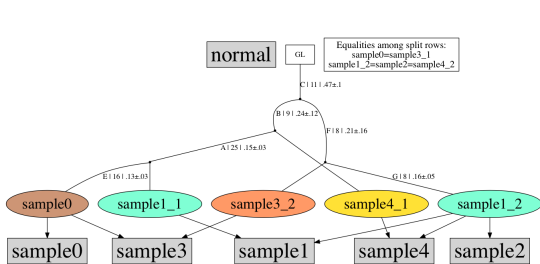 normal
GL
Equalities among split rows:
sample0=sample3_1
sample1_2=sample2=sample4_2
C | 11 | .47±.1
B | 9 | .24±.12
F | 8 | .21±.16
A | 25 | .15±.03
E | 16 | .13±.03
G | 8 | .16±.05
sample0
sample1_1
sample3_2
sample4_1
sample1_2
sample0
sample3
sample1
sample4
sample2